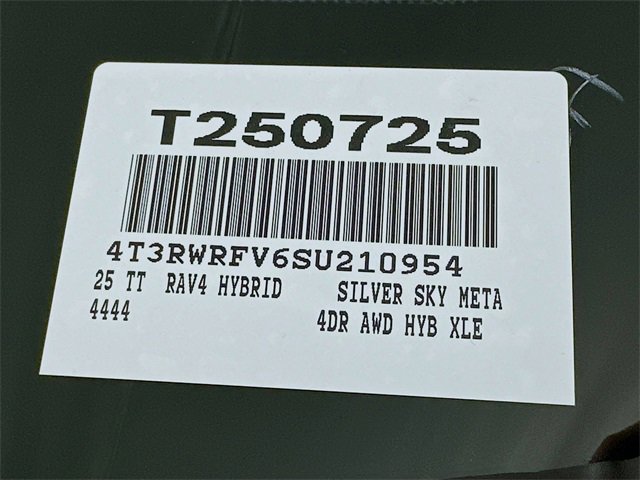 T250725
4T3RWRFV6SU210954
25 TT RAV4 HYBRID SILVER SKY META
4444 4DR AWD HYB XLE